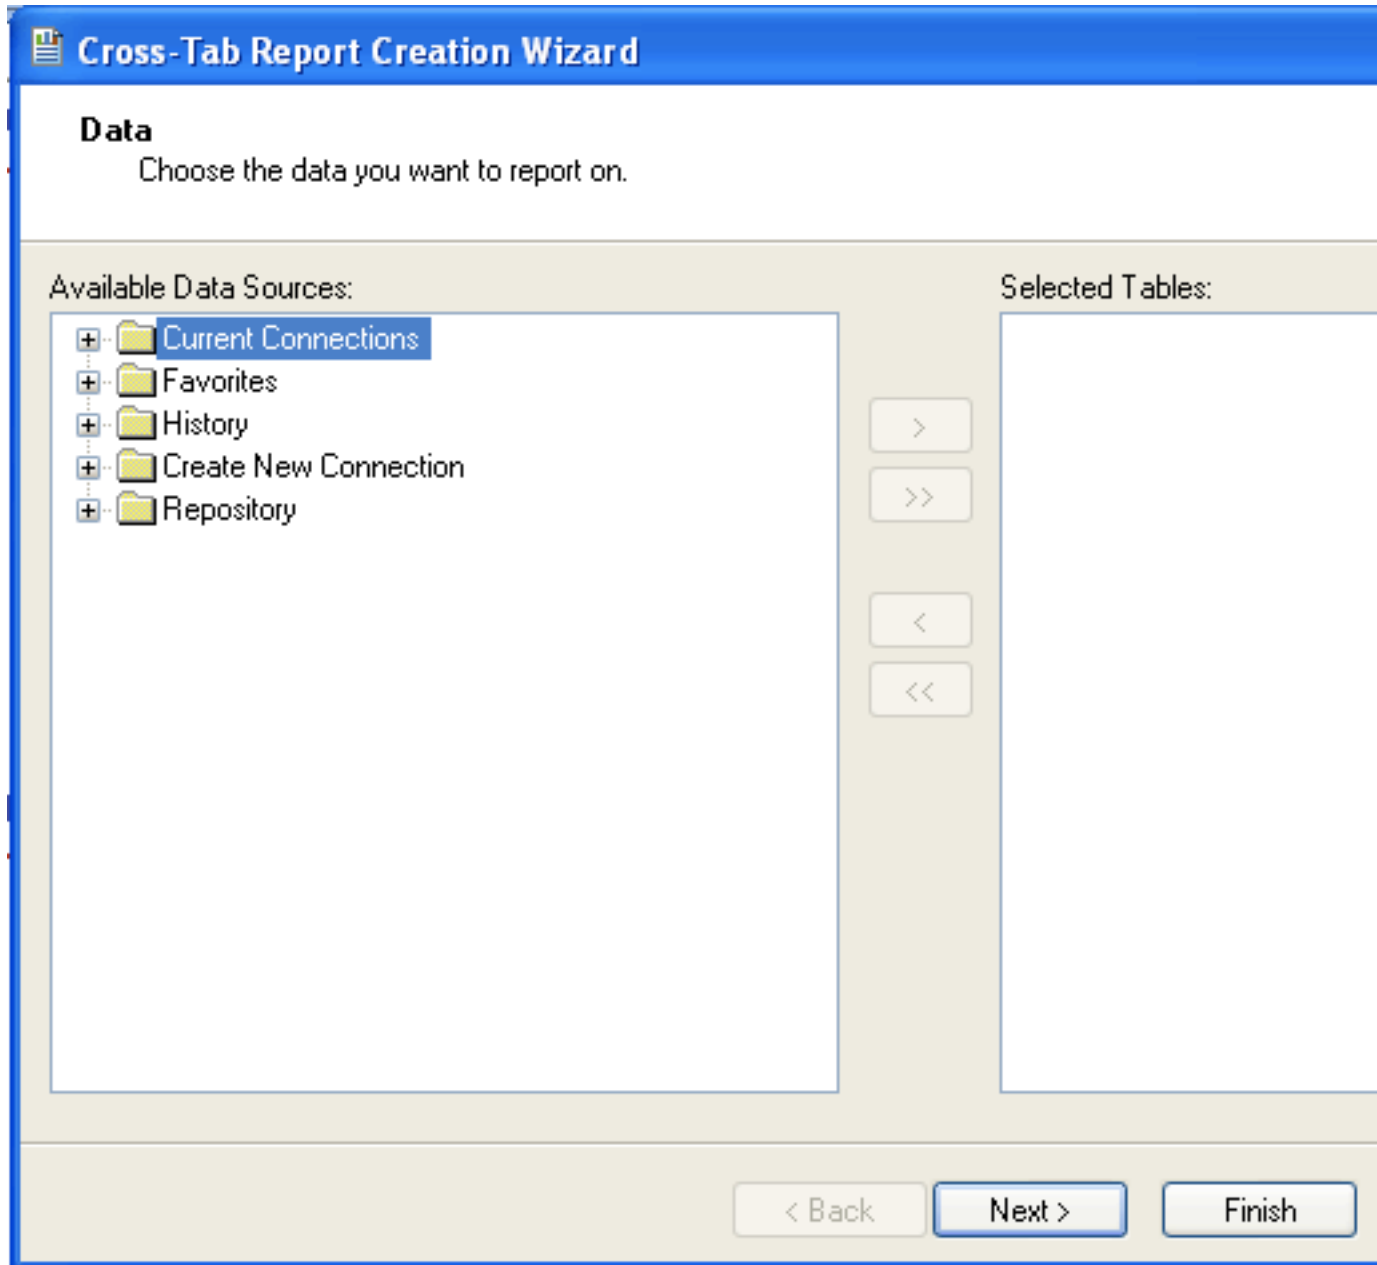 Cross-Tab Report Creation Wizard
Data
Choose the data you want to report on.
Available Data Sources:
Selected Tables:
Current Connections
Favorites
History
Create New Connection
Repository
>
>>
<
<<
< Back
Next >
Finish